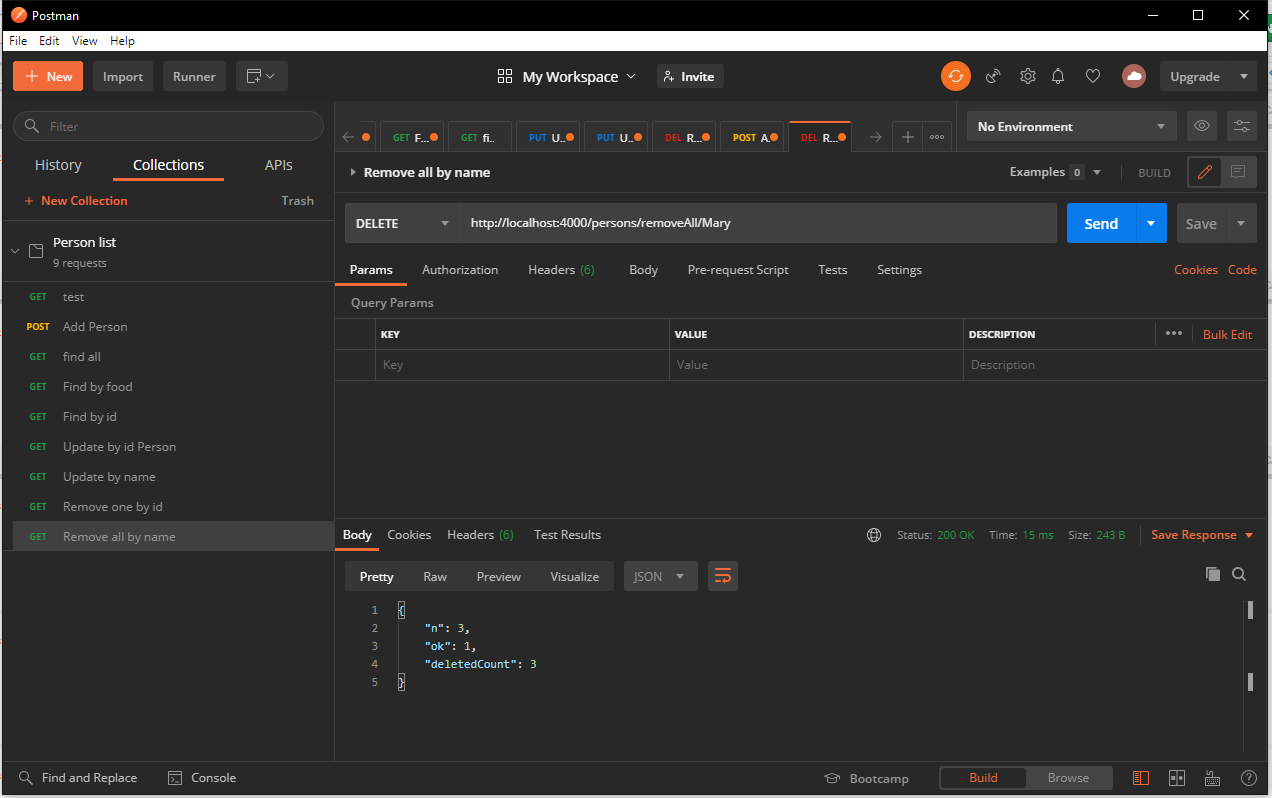 Postman
File Edit View Help
New Import Runner My Workspace Invite Upgrade
Filter
History Collections APIs
New Collection Trash
Person list
9 requests
GET test
POST Add Person
GET find all
GET Find by food
GET Find by id
GET Update by id Person
GET Update by name
GET Remove one by id
GET Remove all by name
GET F... GET fi.. PUT U.. PUT U.. DEL R... POST A. DEL R... No Environment
Remove all by name Examples 0 BUILD
DELETE http://localhost:4000/persons/removeAll/Mary Send Save
Params Authorization Headers (6) Body Pre-request Script Tests Settings Cookies Code
Query Params
KEY VALUE DESCRIPTION Bulk Edit
Key Value Description
Body Cookies Headers (6) Test Results Status: 200 OK Time: 15 ms Size: 243 B Save Response
Pretty Raw Preview Visualize JSON
1 {
2 "n": 3,
3 "ok": 1,
4 "deletedCount": 3
5 }
Find and Replace Console Bootcamp Build Browse